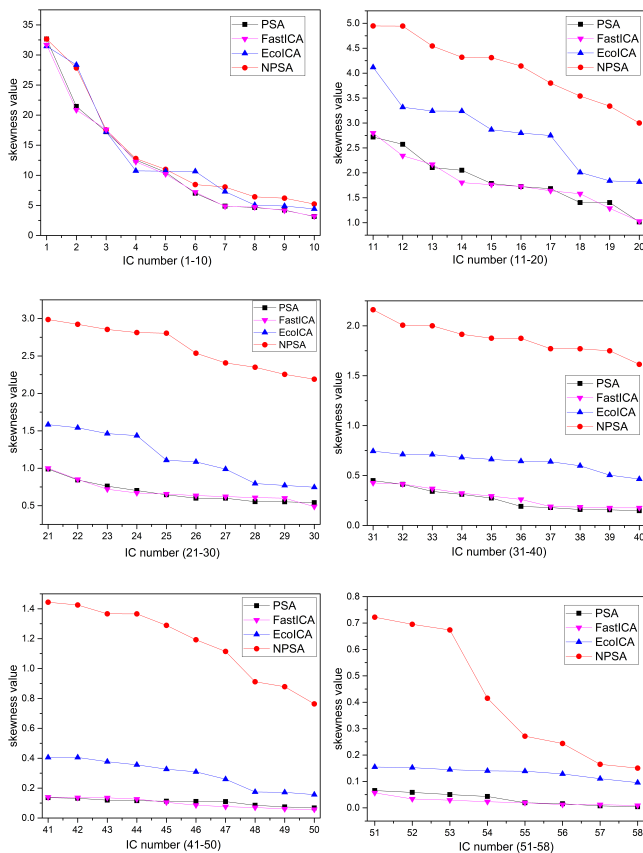 35
30
25
20
15
10
5
0
skewness value
PSA
FastICA
EcoICA
NPSA
1 2 3 4 5 6 7 8 9 10
IC number (1-10)
5.0
4.5
4.0
3.5
3.0
2.5
2.0
1.5
1.0
skewness value
PSA
FastICA
EcoICA
NPSA
11 12 13 14 15 16 17 18 19 20
IC number (11-20)
3.0
2.5
2.0
1.5
1.0
0.5
skewness value
PSA
FastICA
EcoICA
NPSA
21 22 23 24 25 26 27 28 29 30
IC number (21-30)
2.0
1.5
1.0
0.5
0.0
skewness value
PSA
FastICA
EcoICA
NPSA
31 32 33 34 35 36 37 38 39 40
IC number (31-40)
1.4
1.2
1.0
0.8
0.6
0.4
0.2
0.0
skewness value
PSA
FastICA
EcoICA
NPSA
41 42 43 44 45 46 47 48 49 50
IC number (41-50)
0.8
0.7
0.6
0.5
0.4
0.3
0.2
0.1
0.0
skewness value
PSA
FastICA
EcoICA
NPSA
51 52 53 54 55 56 57 58
IC number (51-58)